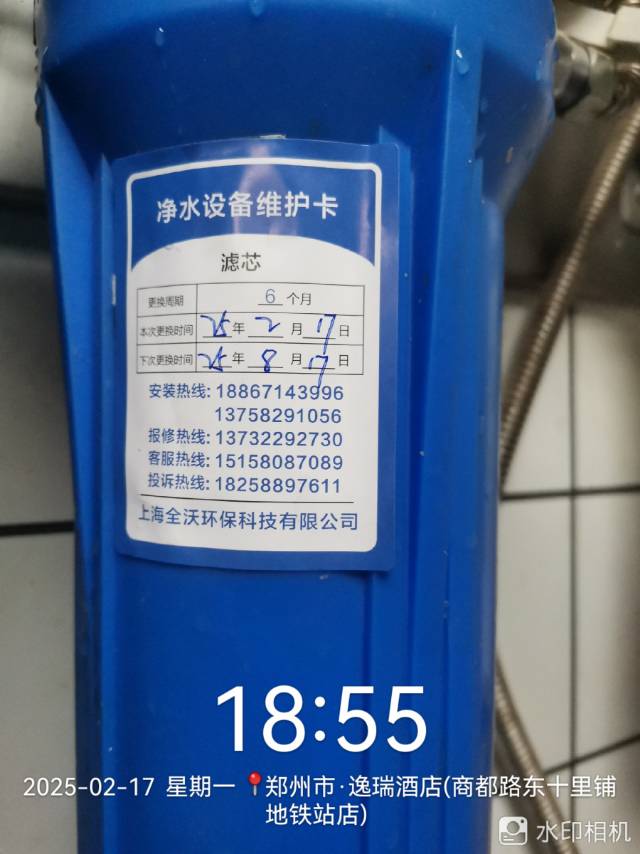 净水设备维护卡
滤芯
更换周期 6 个月
本次更换时间 25 年 2 月 17 日
下次更换时间 25 年 8 月 17 日
安装热线: 18867143996
13758291056
报修热线: 13732292730
客服热线: 15158087089
投诉热线: 18258897611
上海全沃环保科技有限公司
18:55
2025-02-17 星期一 郑州市·逸瑞酒店(商都路东十里铺
地铁站店)
水印相机